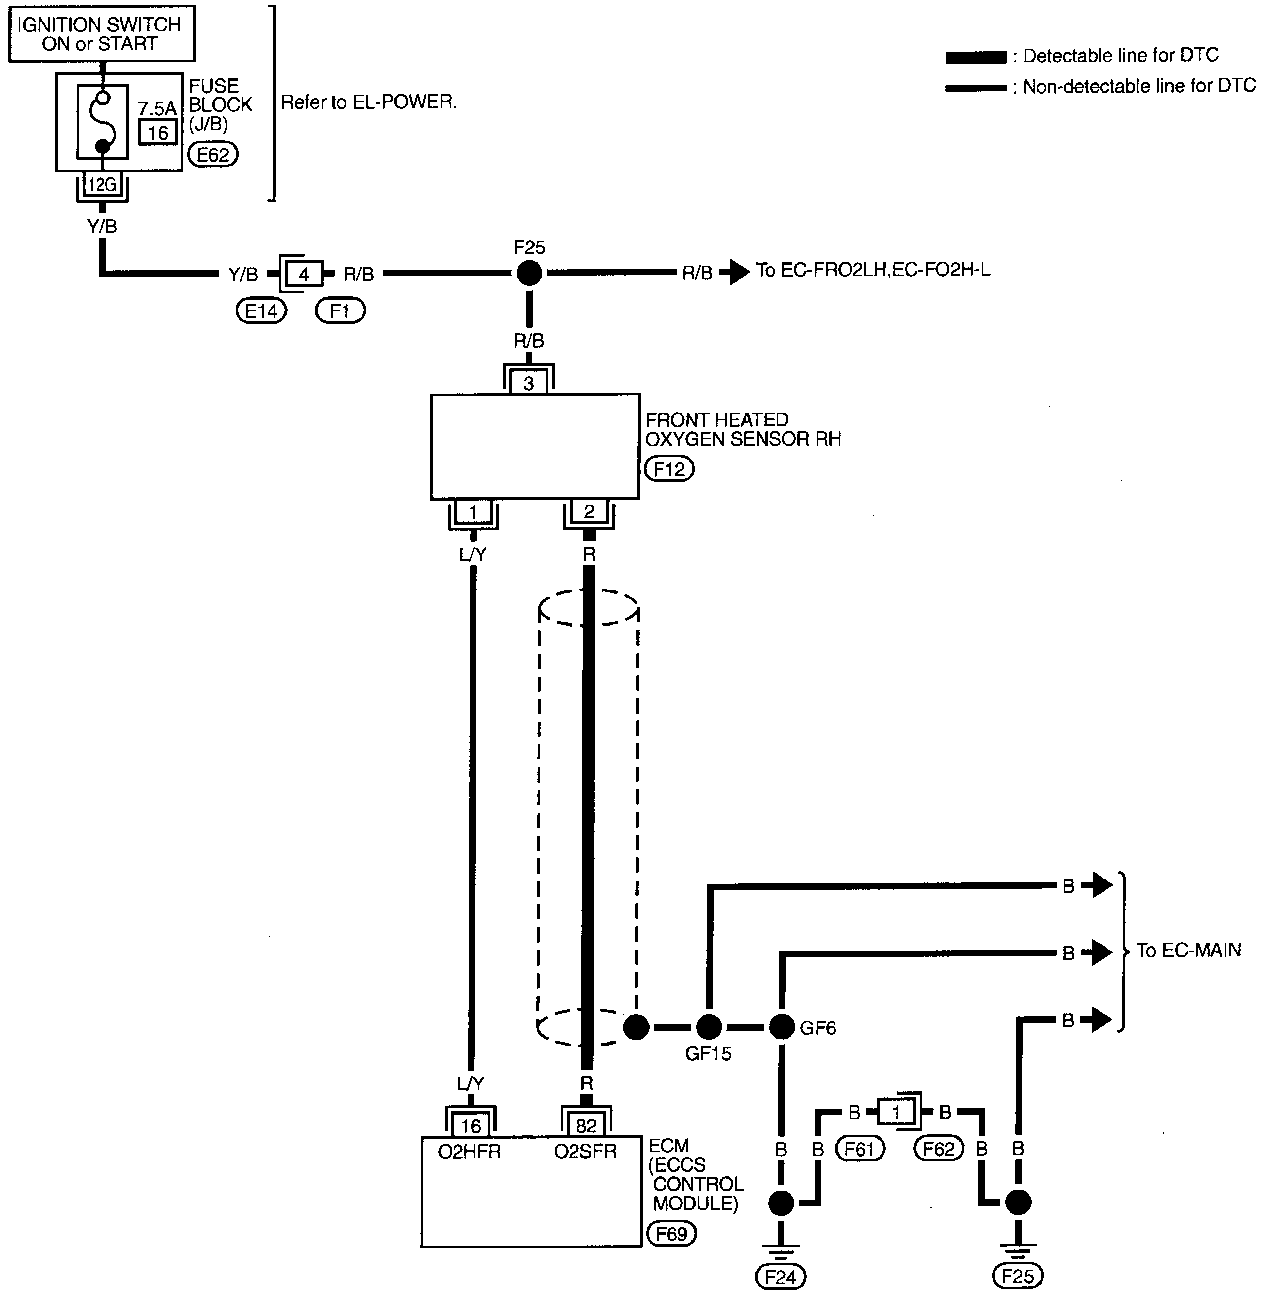 IGNITION SWITCH
ON or START
FUSE
BLOCK
(J/B)
7.5A
16
E62
12G
Refer to EL-POWER.
: Detectable line for DTC
: Non-detectable line for DTC
Y/B
Y/B
4
R/B
E14
F1
F25
R/B
To EC-FRO2LH,EC-FO2H-L
R/B
3
FRONT HEATED
OXYGEN SENSOR RH
F12
1
2
L/Y
R
B
B
To EC-MAIN
B
GF15
GF6
L/Y
R
16
82
O2HFR
O2SFR
ECM
(ECCS
CONTROL
MODULE)
F69
B
1
B
F61
F62
B
B
B
B
F24
F25